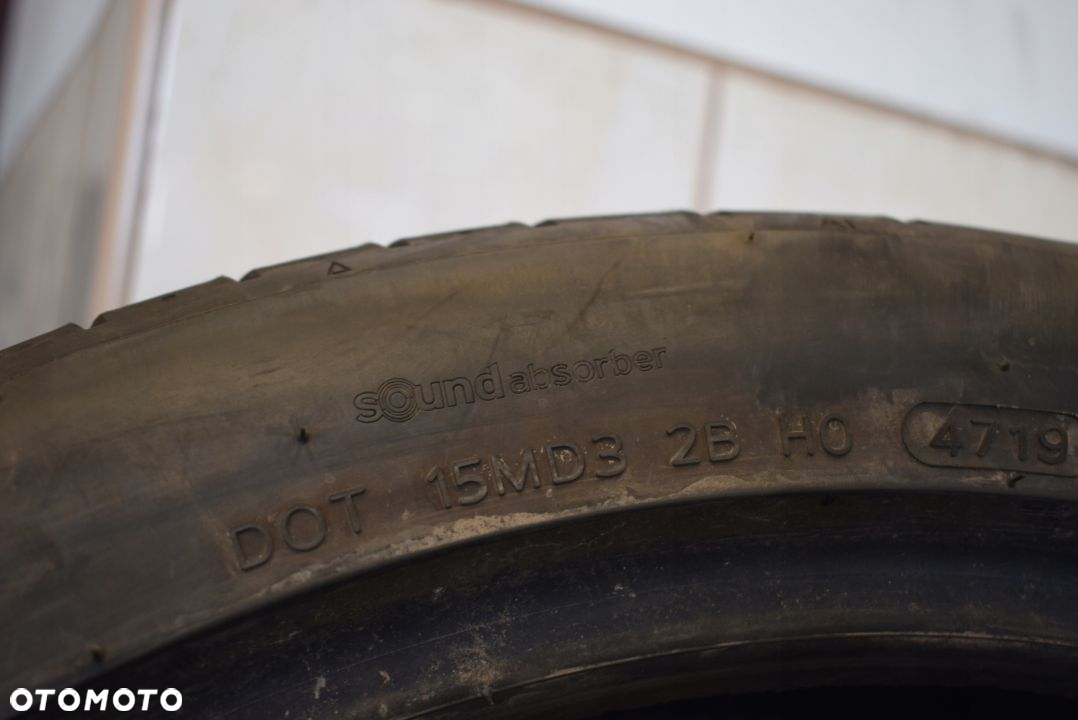 soundabsorber
DOT 15MD3 2B H0 4719
OTOMOTO